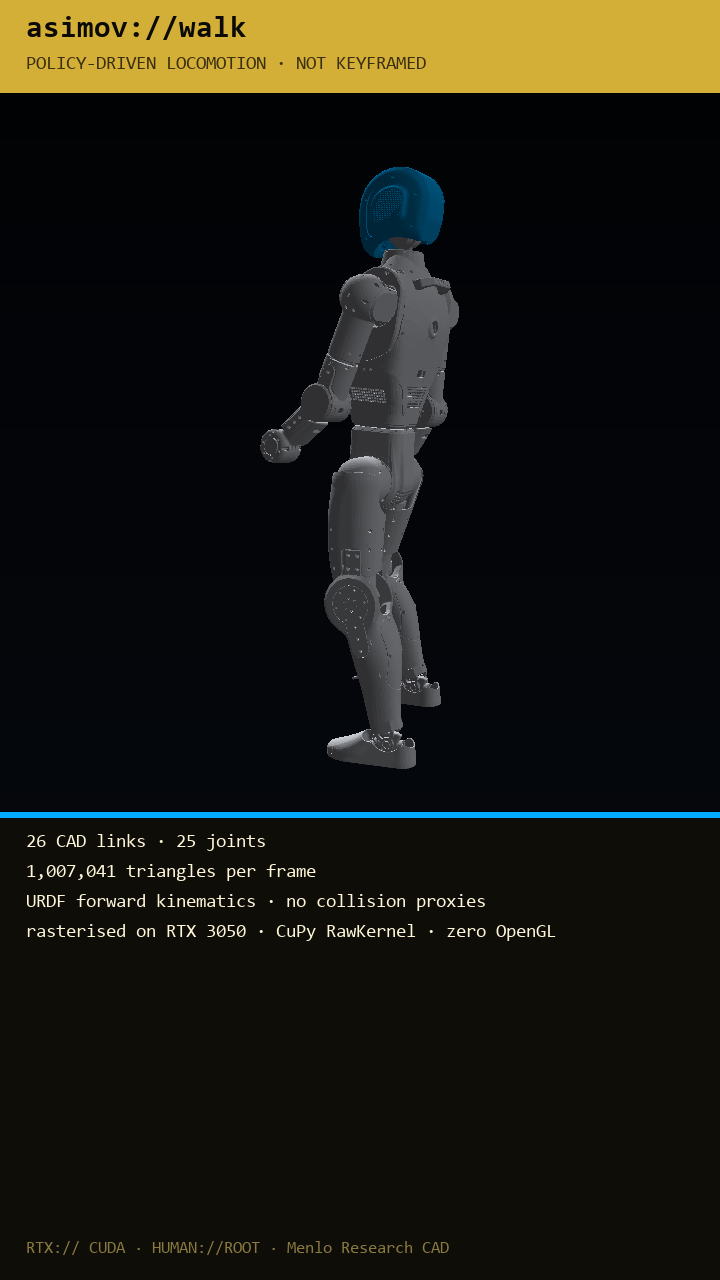 asimov://walk
POLICY-DRIVEN LOCOMOTION · NOT KEYFRAMED
26 CAD links · 25 joints
1,007,041 triangles per frame
URDF forward kinematics · no collision proxies
rasterised on RTX 3050 · CuPy RawKernel · zero OpenGL
RTX:// CUDA · HUMAN://ROOT · Menlo Research CAD